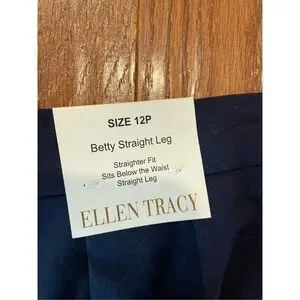 SIZE 12P
Betty Straight Leg
Straighter Fit
Sits Below the Waist
Straight Leg
ELLEN TRACY